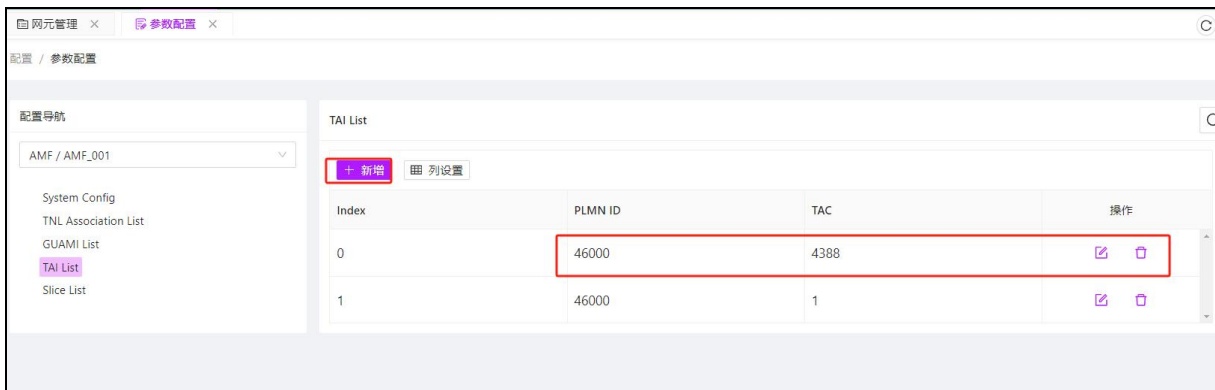 网元管理 参数配置
配置 / 参数配置
配置导航
AMF / AMF_001
System Config
TNL Association List
GUAMI List
TAI List
Slice List
TAI List
+ 新增 列设置
Index PLMN ID TAC 操作
0 46000 4388
1 46000 1